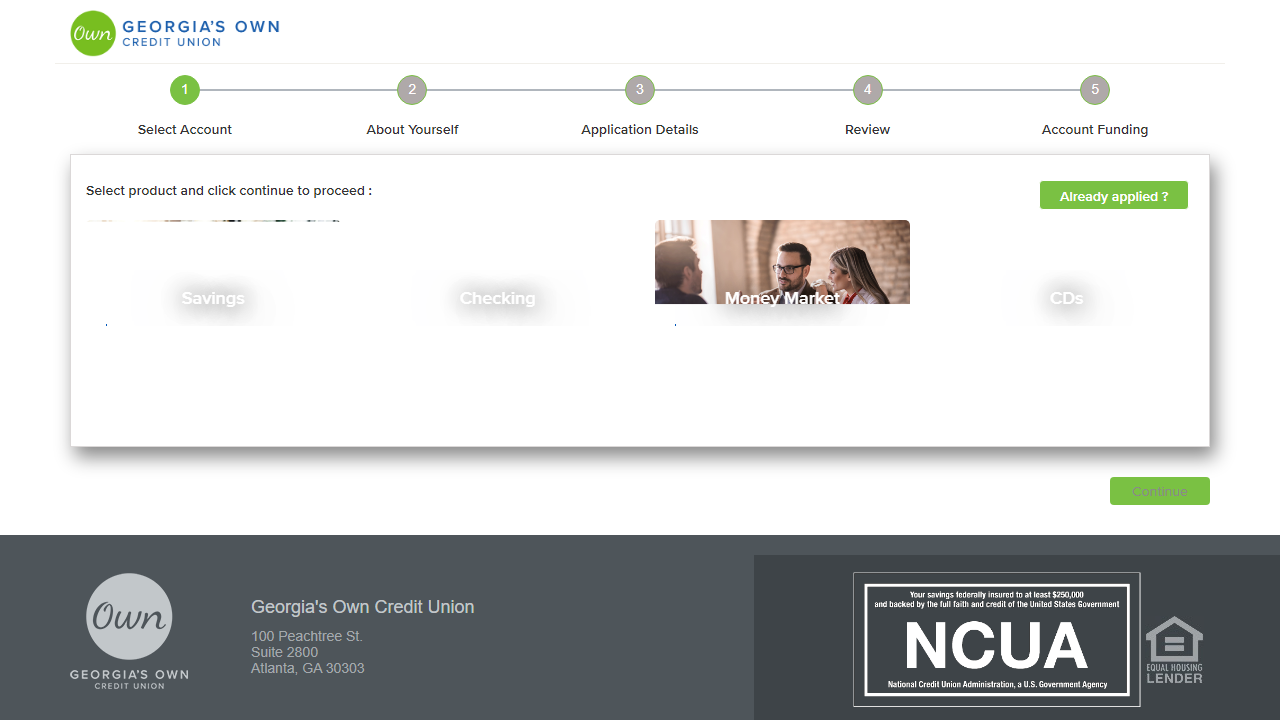 Own GEORGIA'S OWN
CREDIT UNION
1
2
3
4
5
Select Account
About Yourself
Application Details
Review
Account Funding
Select product and click continue to proceed :
Already applied ?
Savings
Checking
Money Market
CDs
Continue
Own
GEORGIA'S OWN
CREDIT UNION
Georgia's Own Credit Union
100 Peachtree St.
Suite 2800
Atlanta, GA 30303
Your savings federally insured to at least $250,000
and backed by the full faith and credit of the United States Government
NCUA
National Credit Union Administration, a U.S. Government Agency
EQUAL HOUSING
LENDER